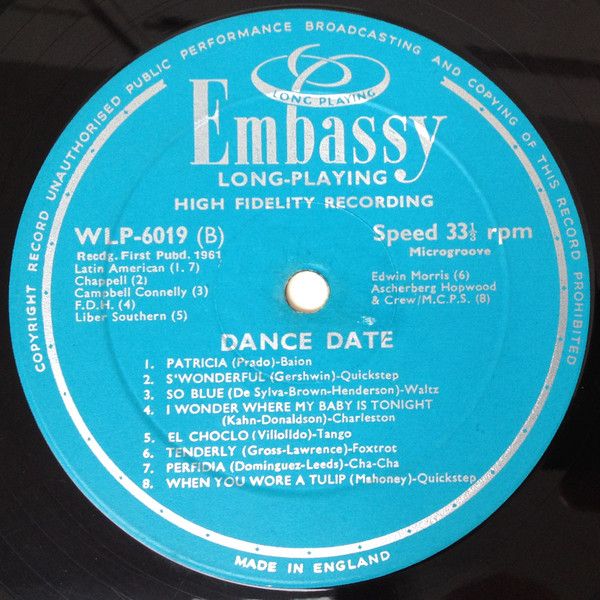 COPYRIGHT RECORD UNAUTHORISED PUBLIC PERFORMANCE BROADCASTING AND COPYING OF THIS RECORD PROHIBITED
LONG PLAYING
Embassy
LONG-PLAYING
HIGH FIDELITY RECORDING
WLP-6019 (B)
Recdg. First Pubd. 1961
Latin American (1. 7)
Chappell (2)
Campbell Connelly (3)
F.D.H. (4)
Liber Southern (5)
Speed 33⅓ rpm
Microgroove
Edwin Morris (6)
Ascherberg Hopwood
& Crew/M.C.P.S. (8)
DANCE DATE
1. PATRICIA (Prado)-Baion
2. S'WONDERFUL (Gershwin)-Quickstep
3. SO BLUE (De Sylva-Brown-Henderson)-Waltz
4. I WONDER WHERE MY BABY IS TONIGHT
(Kahn-Donaldson)-Charleston
5. EL CHOCLO (Villolldo)-Tango
6. TENDERLY (Gross-Lawrence)-Foxtrot
7. PERFIDIA (Dominguez-Leeds)-Cha-Cha
8. WHEN YOU WORE A TULIP (Mahoney)-Quickstep
MADE IN ENGLAND